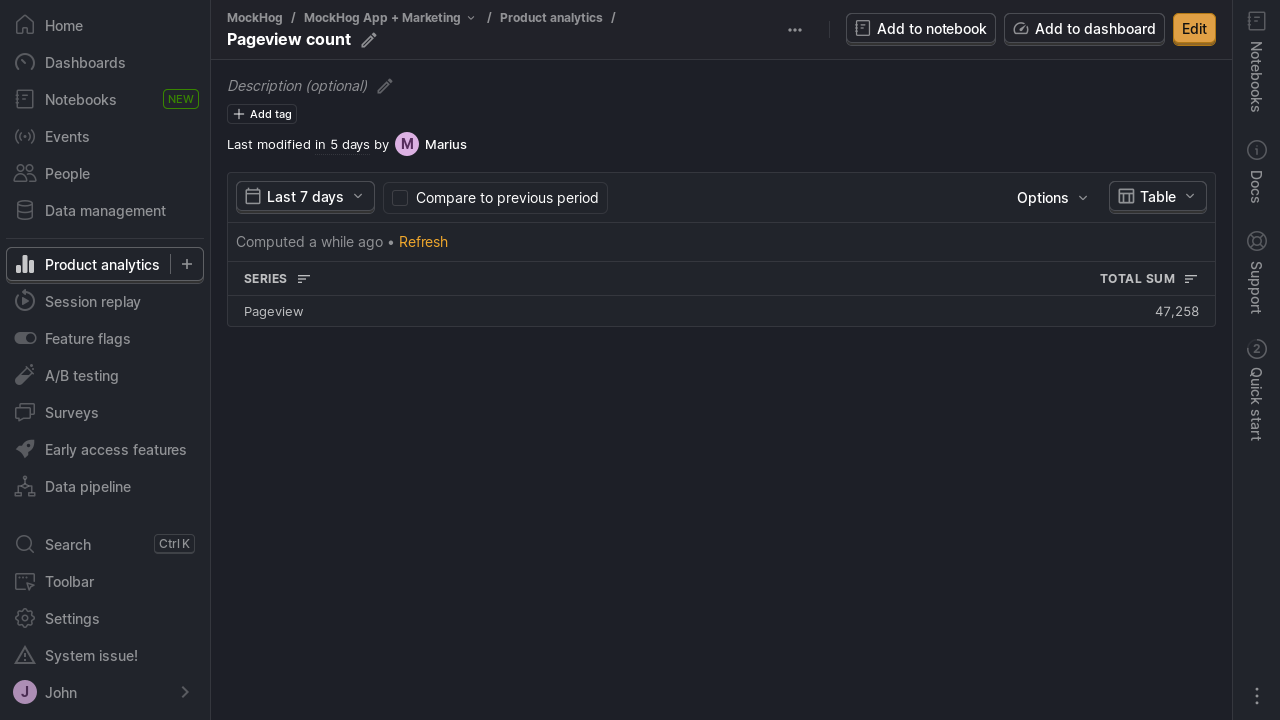 Home
Dashboards
Notebooks NEW
Events
People
Data management
Product analytics
Session replay
Feature flags
A/B testing
Surveys
Early access features
Data pipeline
Search Ctrl K
Toolbar
Settings
System issue!
J John
MockHog / MockHog App + Marketing / Product analytics /
Pageview count
Add to notebook
Add to dashboard
Edit
Description (optional)
Add tag
Last modified in 5 days by M Marius
Last 7 days
Compare to previous period
Options
Table
Computed a while ago • Refresh
SERIES TOTAL SUM
Pageview 47,258
Notebooks
Docs
Support
2 Quick start